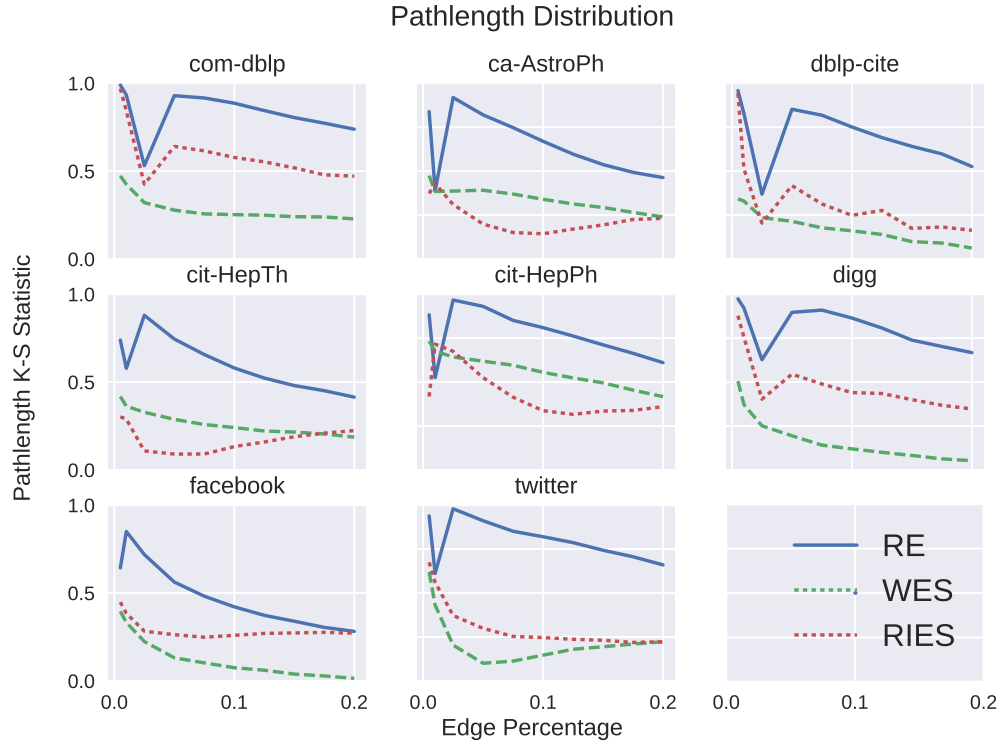 Pathlength Distribution
com-dblp
ca-AstroPh
dblp-cite
1.0
0.5
0.0
cit-HepTh
cit-HepPh
digg
1.0
0.5
0.0
facebook
twitter
1.0
0.5
0.0
RE
WES
RIES
0.0 0.1 0.2
0.0 0.1 0.2
0.0 0.1 0.2
Edge Percentage
Pathlength K-S Statistic